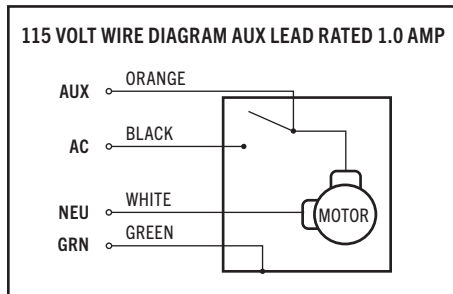 115 VOLT WIRE DIAGRAM AUX LEAD RATED 1.0 AMP
AUX ORANGE
AC BLACK
NEU WHITE
GRN GREEN
MOTOR